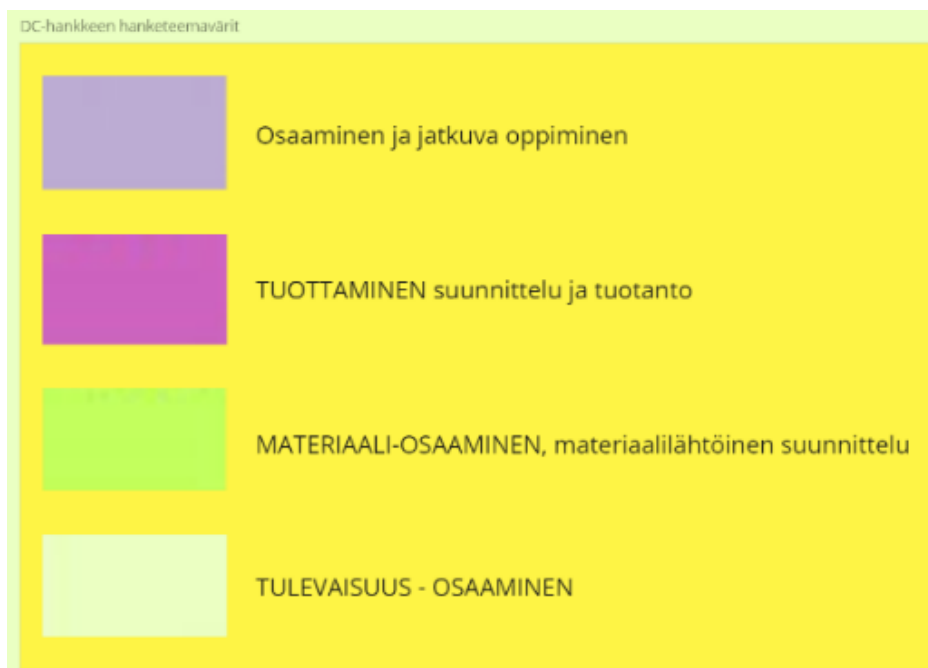 DC-hankkeen hanketeemavärit
Osaaminen ja jatkuva oppiminen
TUOTTAMINEN suunnittelu ja tuotanto
MATERIAALI-OSAAMINEN, materiaalilähtöinen suunnittelu
TULEVAISUUS - OSAAMINEN